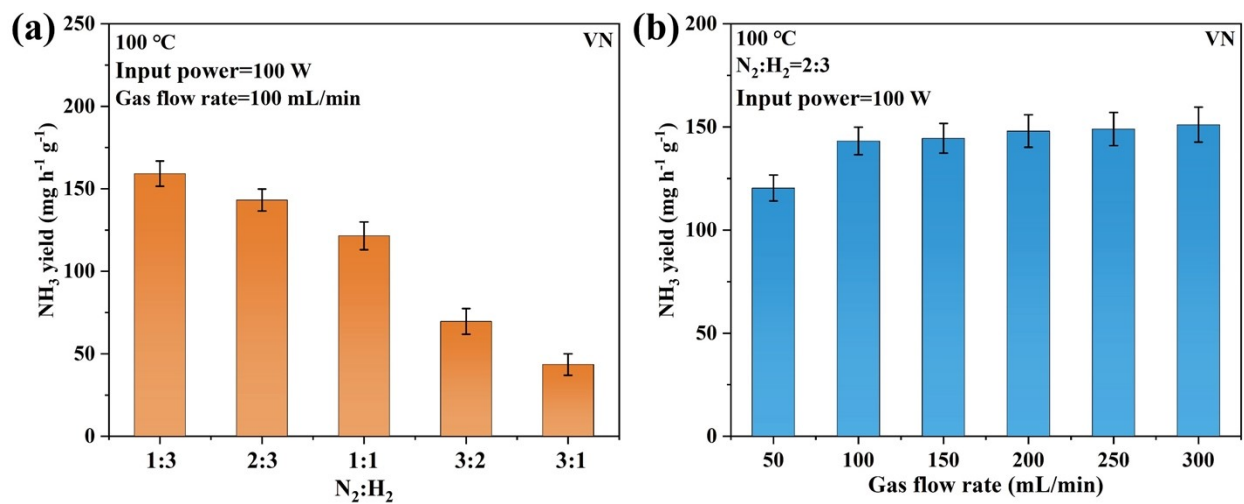 (a)
100 °C
VN
Input power=100 W
Gas flow rate=100 mL/min
NH₃ yield (mg h⁻¹ g⁻¹)
250
200
150
100
50
0
1:3 2:3 1:1 3:2 3:1
N₂:H₂
(b)
100 °C
VN
N₂:H₂=2:3
Input power=100 W
NH₃ yield (mg h⁻¹ g⁻¹)
200
150
100
50
0
50 100 150 200 250 300
Gas flow rate (mL/min)